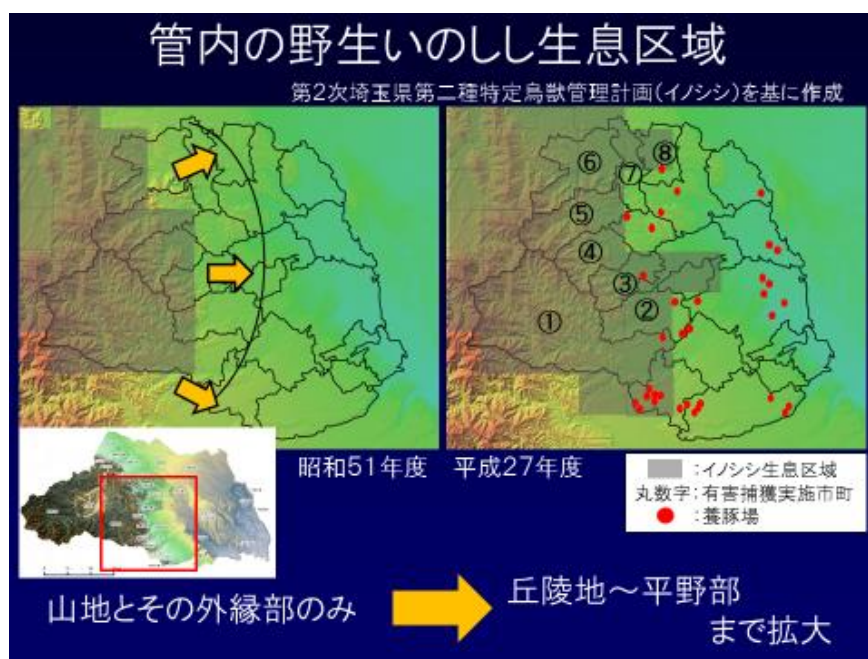 管内の野生いのしし生息区域
第2次埼玉県第二種特定鳥獣管理計画(イノシシ)を基に作成
⑥
⑦
⑧
⑤
④
③
②
①
昭和51年度
平成27年度
:イノシシ生息区域
丸数字:有害捕獲実施市町
:養豚場
山地とその外縁部のみ
丘陵地～平野部
まで拡大